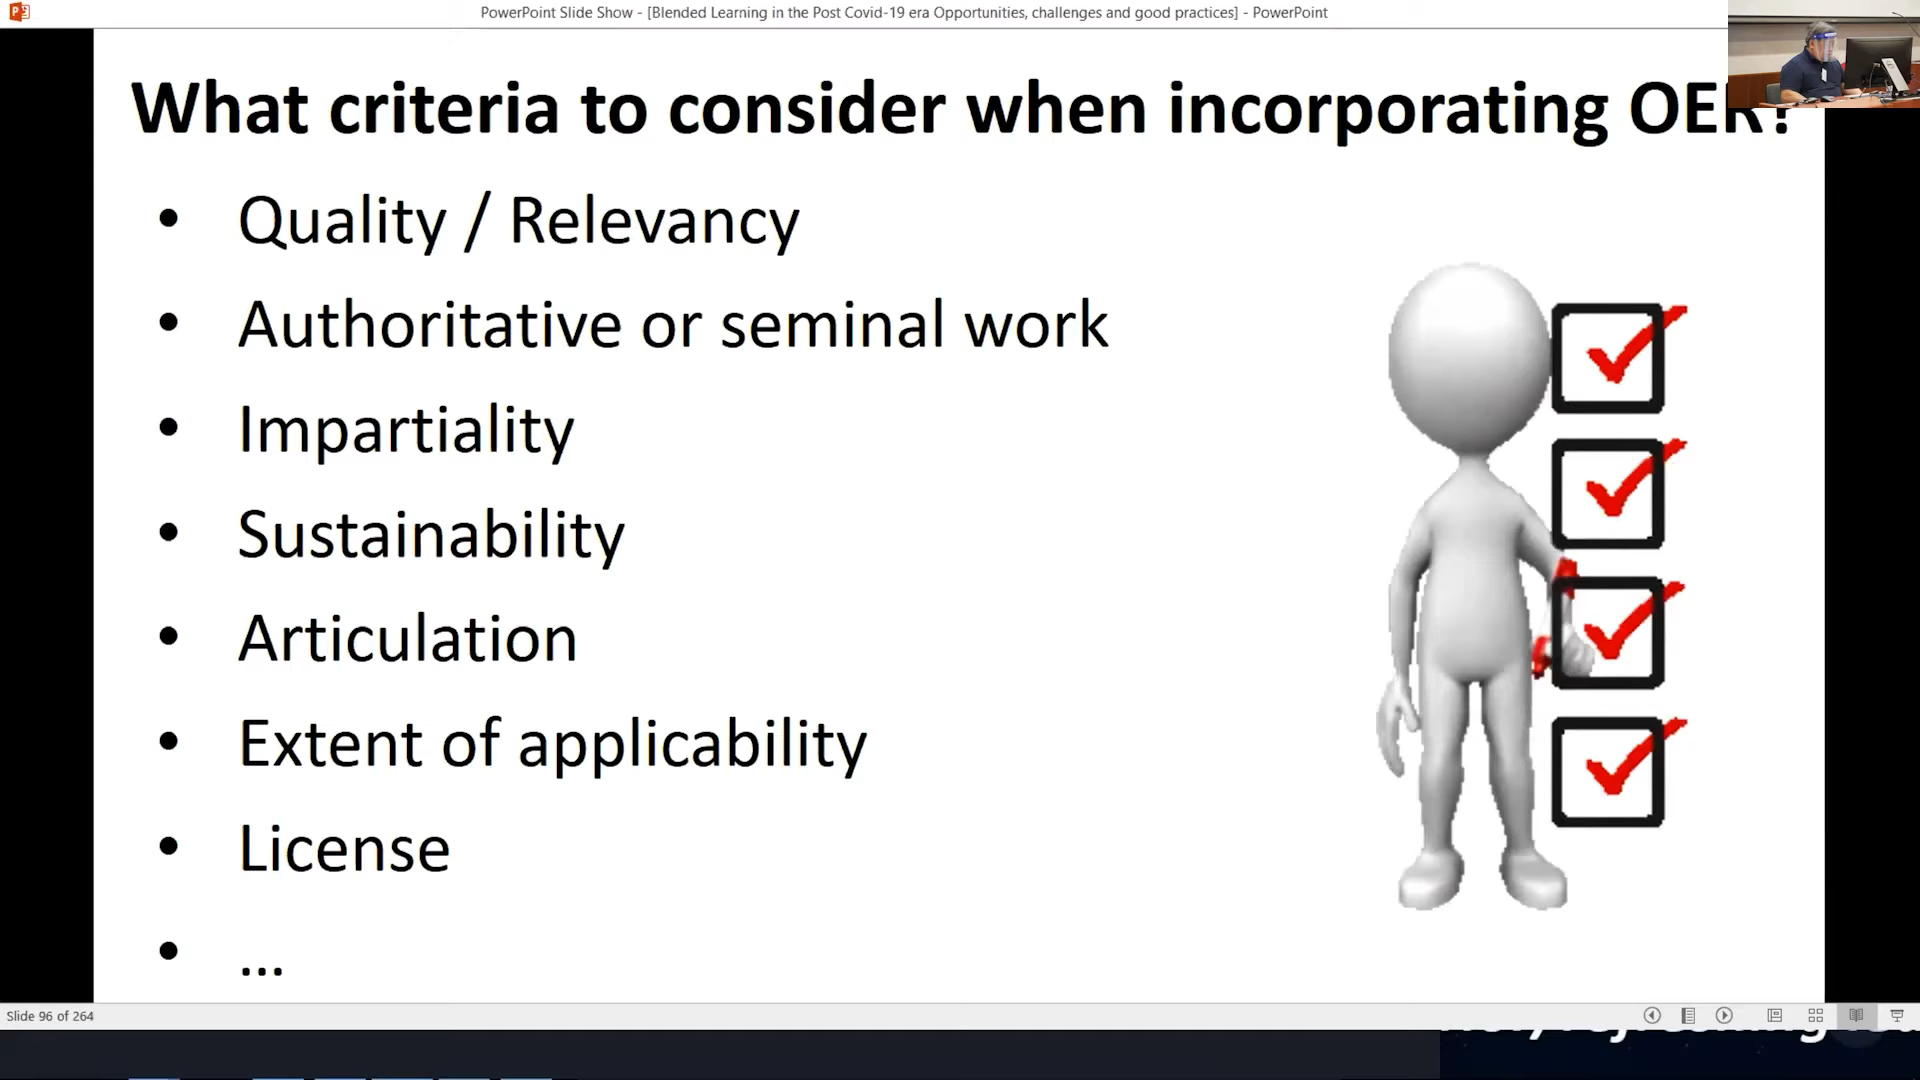 PowerPoint Slide Show - [Blended Learning in the Post Covid-19 era Opportunities, challenges and good practices] - PowerPoint
What criteria to consider when incorporating OER?
• Quality / Relevancy
• Authoritative or seminal work
• Impartiality
• Sustainability
• Articulation
• Extent of applicability
• License
• ...
Slide 96 of 264